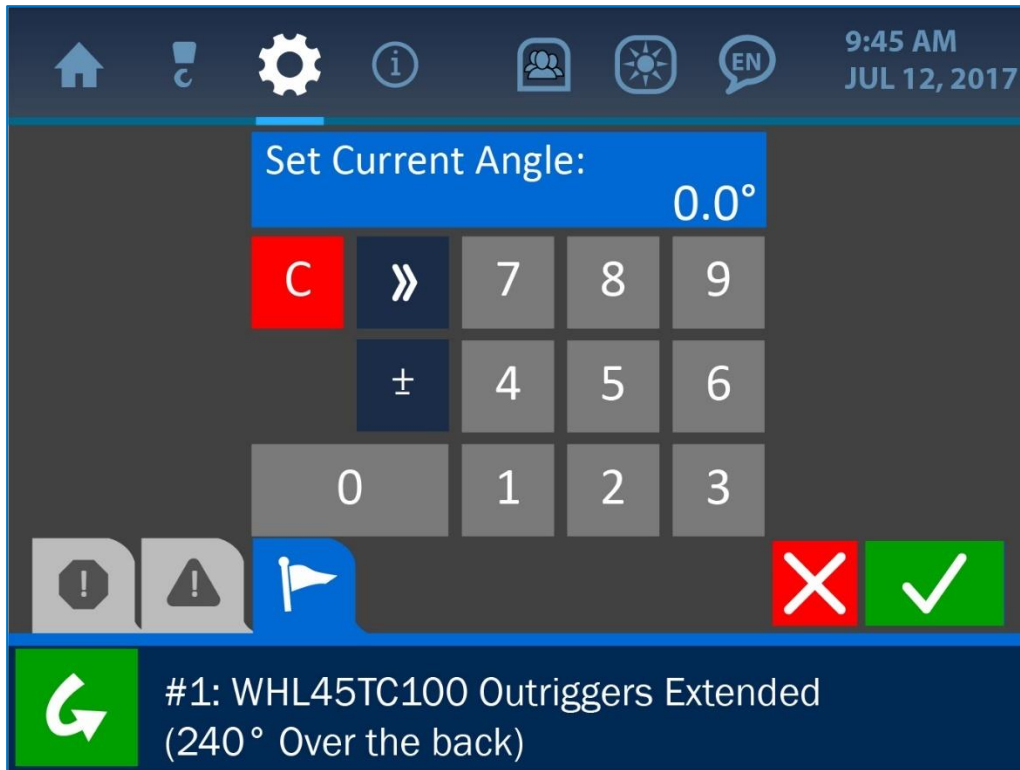 EN
9:45 AM
JUL 12, 2017
Set Current Angle:
0.0°
C » 7 8 9
± 4 5 6
0 1 2 3
#1: WHL45TC100 Outriggers Extended
(240° Over the back)